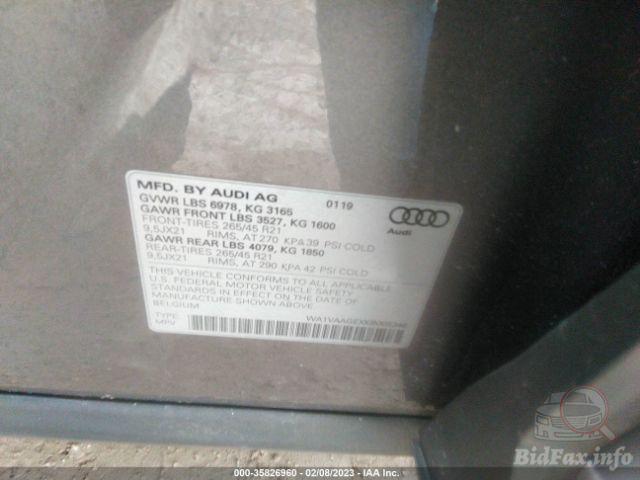 MFD. BY AUDI AG 0119
GVWR LBS 6978, KG 3165
GAWR FRONT LBS 3527, KG 1600
FRONT-TIRES 265/45 R21
9,5JX21 RIMS, AT 270 KPA 39 PSI COLD
GAWR REAR LBS 4079, KG 1850
REAR-TIRES 265/45 R21
9,5JX21 RIMS, AT 290 KPA 42 PSI COLD
Audi
THIS VEHICLE CONFORMS TO ALL APPLICABLE
U.S. FEDERAL MOTOR VEHICLE SAFETY
STANDARDS IN EFFECT ON THE DATE OF
MANUFACTURE SHOWN ABOVE
BELGIUM
TYPE:
MPV
BidFax.info
000-35826960 - 02/08/2023 - IAA Inc.